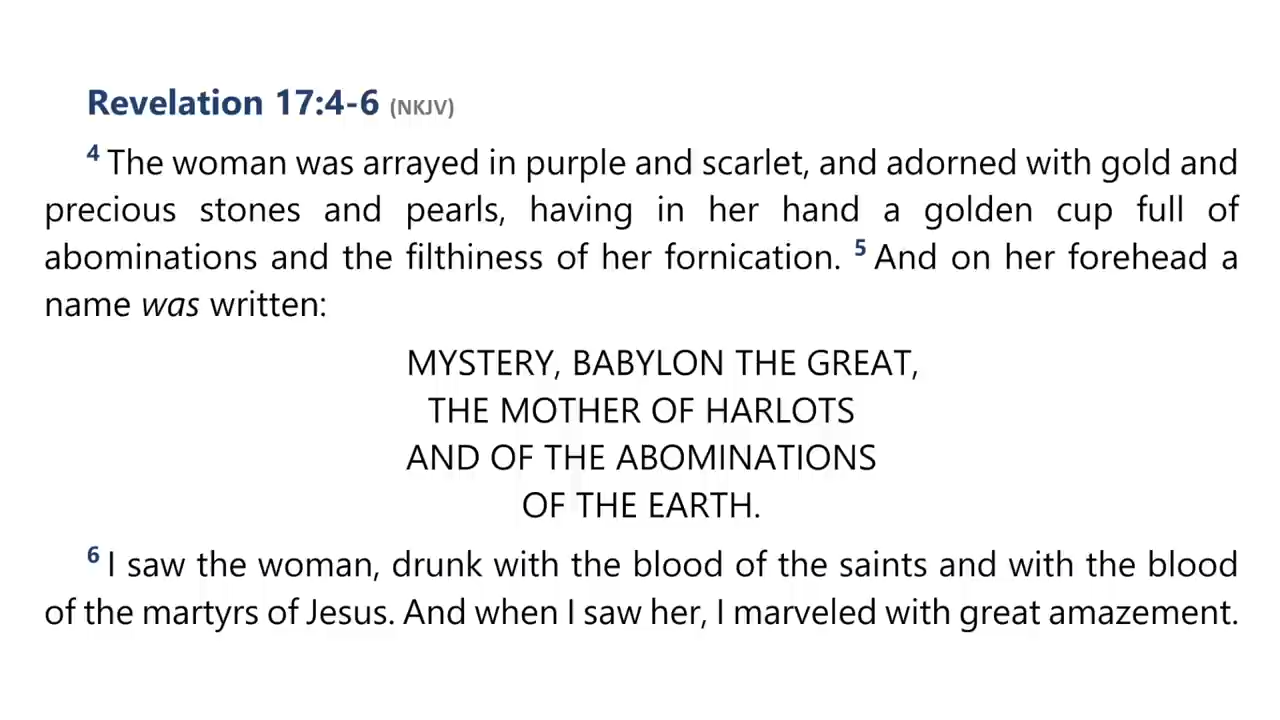 Revelation 17:4-6 (NKJV)
4 The woman was arrayed in purple and scarlet, and adorned with gold and
precious stones and pearls, having in her hand a golden cup full of
abominations and the filthiness of her fornication. 5 And on her forehead a
name was written:
MYSTERY, BABYLON THE GREAT,
THE MOTHER OF HARLOTS
AND OF THE ABOMINATIONS
OF THE EARTH.
6 I saw the woman, drunk with the blood of the saints and with the blood
of the martyrs of Jesus. And when I saw her, I marveled with great amazement.